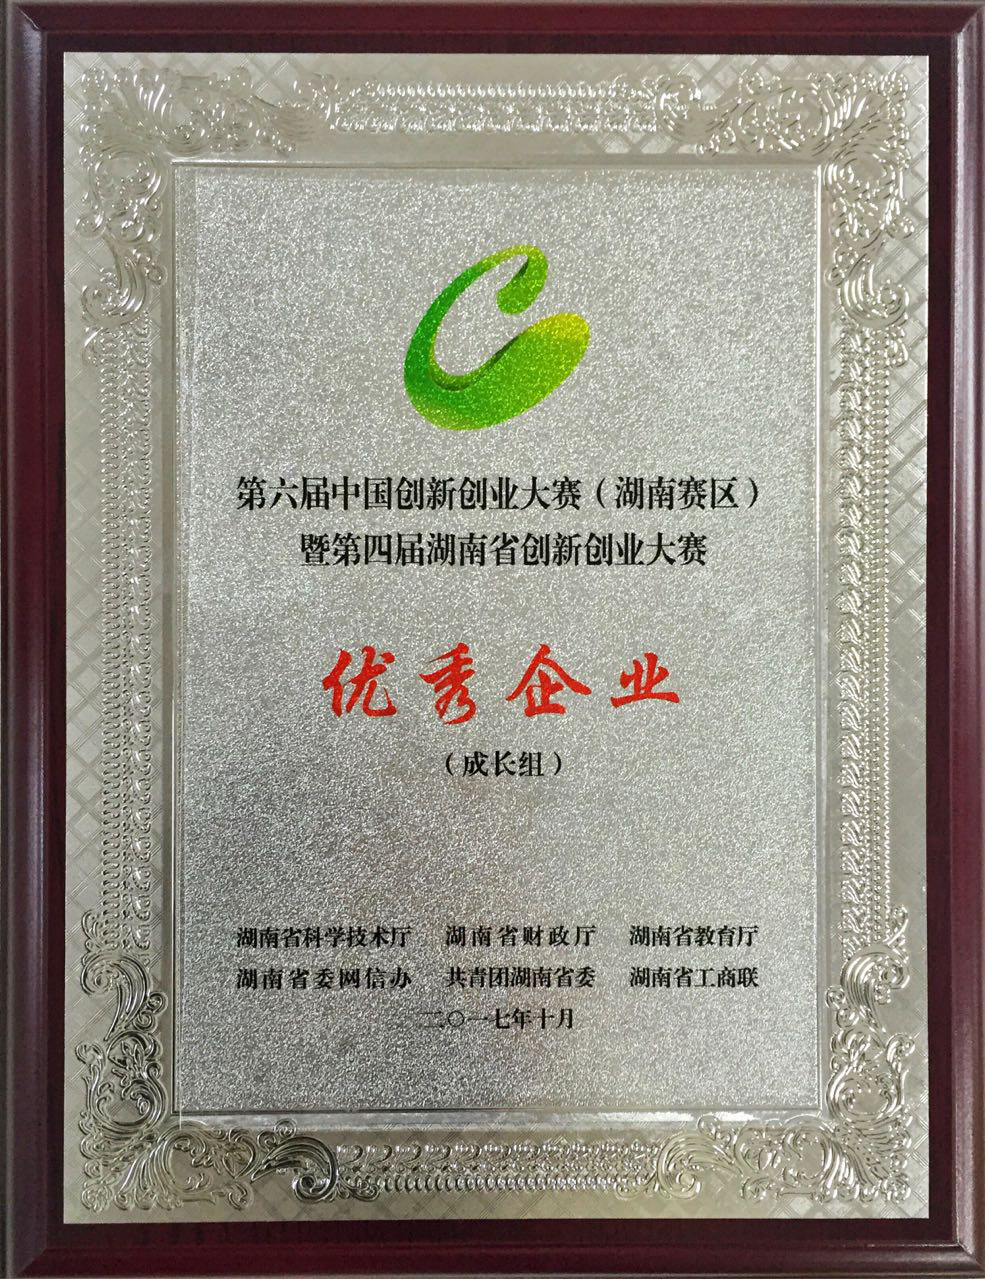 第六届中国创新创业大赛（湖南赛区）
暨第四届湖南省创新创业大赛
优秀企业
（成长组）
湖南省科学技术厅 湖南省财政厅 湖南省教育厅
湖南省委网信办 共青团湖南省委 湖南省工商联
二〇一七年十月